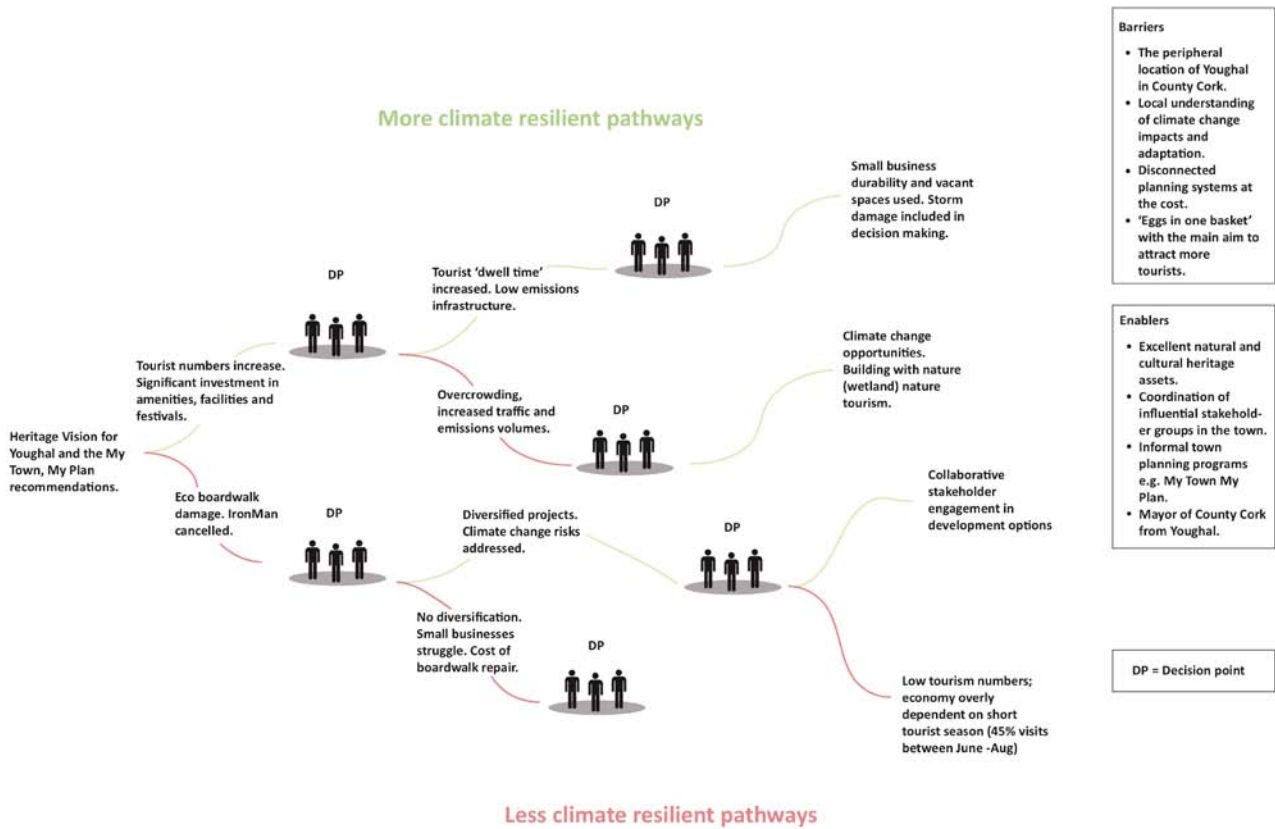 More climate resilient pathways
Heritage Vision for
Youghal and the My
Town, My Plan
recommendations.
Tourist numbers increase.
Significant investment in
amenities, facilities and
festivals.
Eco boardwalk
damage. IronMan
cancelled.
DP
DP
Tourist ‘dwell time’
increased. Low emissions
infrastructure.
Overcrowding,
increased traffic and
emissions volumes.
Diversified projects.
Climate change risks
addressed.
No diversification.
Small businesses
struggle. Cost of
boardwalk repair.
DP
DP
DP
DP
Small business
durability and vacant
spaces used. Storm
damage included in
decision making.
Climate change
opportunities.
Building with nature
(wetland) nature
tourism.
Collaborative
stakeholder
engagement in
development options
Low tourism numbers;
economy overly
dependent on short
tourist season (45% visits
between June -Aug)
Less climate resilient pathways
Barriers
• The peripheral
location of Youghal
in County Cork.
• Local understanding
of climate change
impacts and
adaptation.
• Disconnected
planning systems at
the cost.
• ‘Eggs in one basket’
with the main aim to
attract more
tourists.
Enablers
• Excellent natural and
cultural heritage
assets.
• Coordination of
influential stakehold-
er groups in the town.
• Informal town
planning programs
e.g. My Town My
Plan.
• Mayor of County Cork
from Youghal.
DP = Decision point